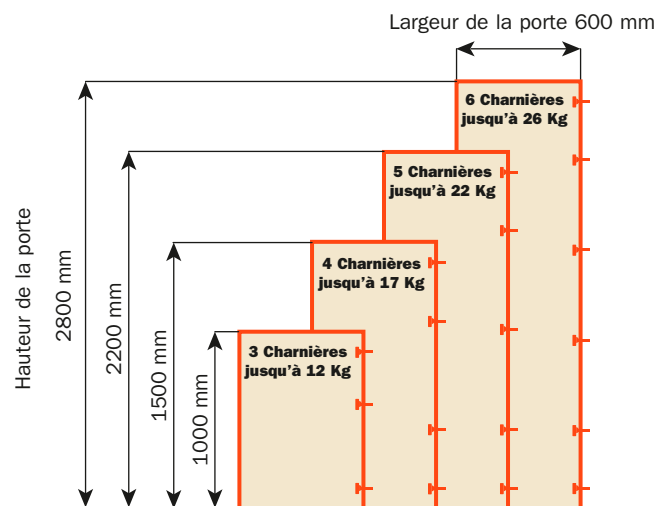 Largeur de la porte 600 mm
6 Charnières
jusqu'à 26 Kg
5 Charnières
jusqu'à 22 Kg
4 Charnières
jusqu'à 17 Kg
3 Charnières
jusqu'à 12 Kg
Hauteur de la porte
2800 mm
2200 mm
1500 mm
1000 mm